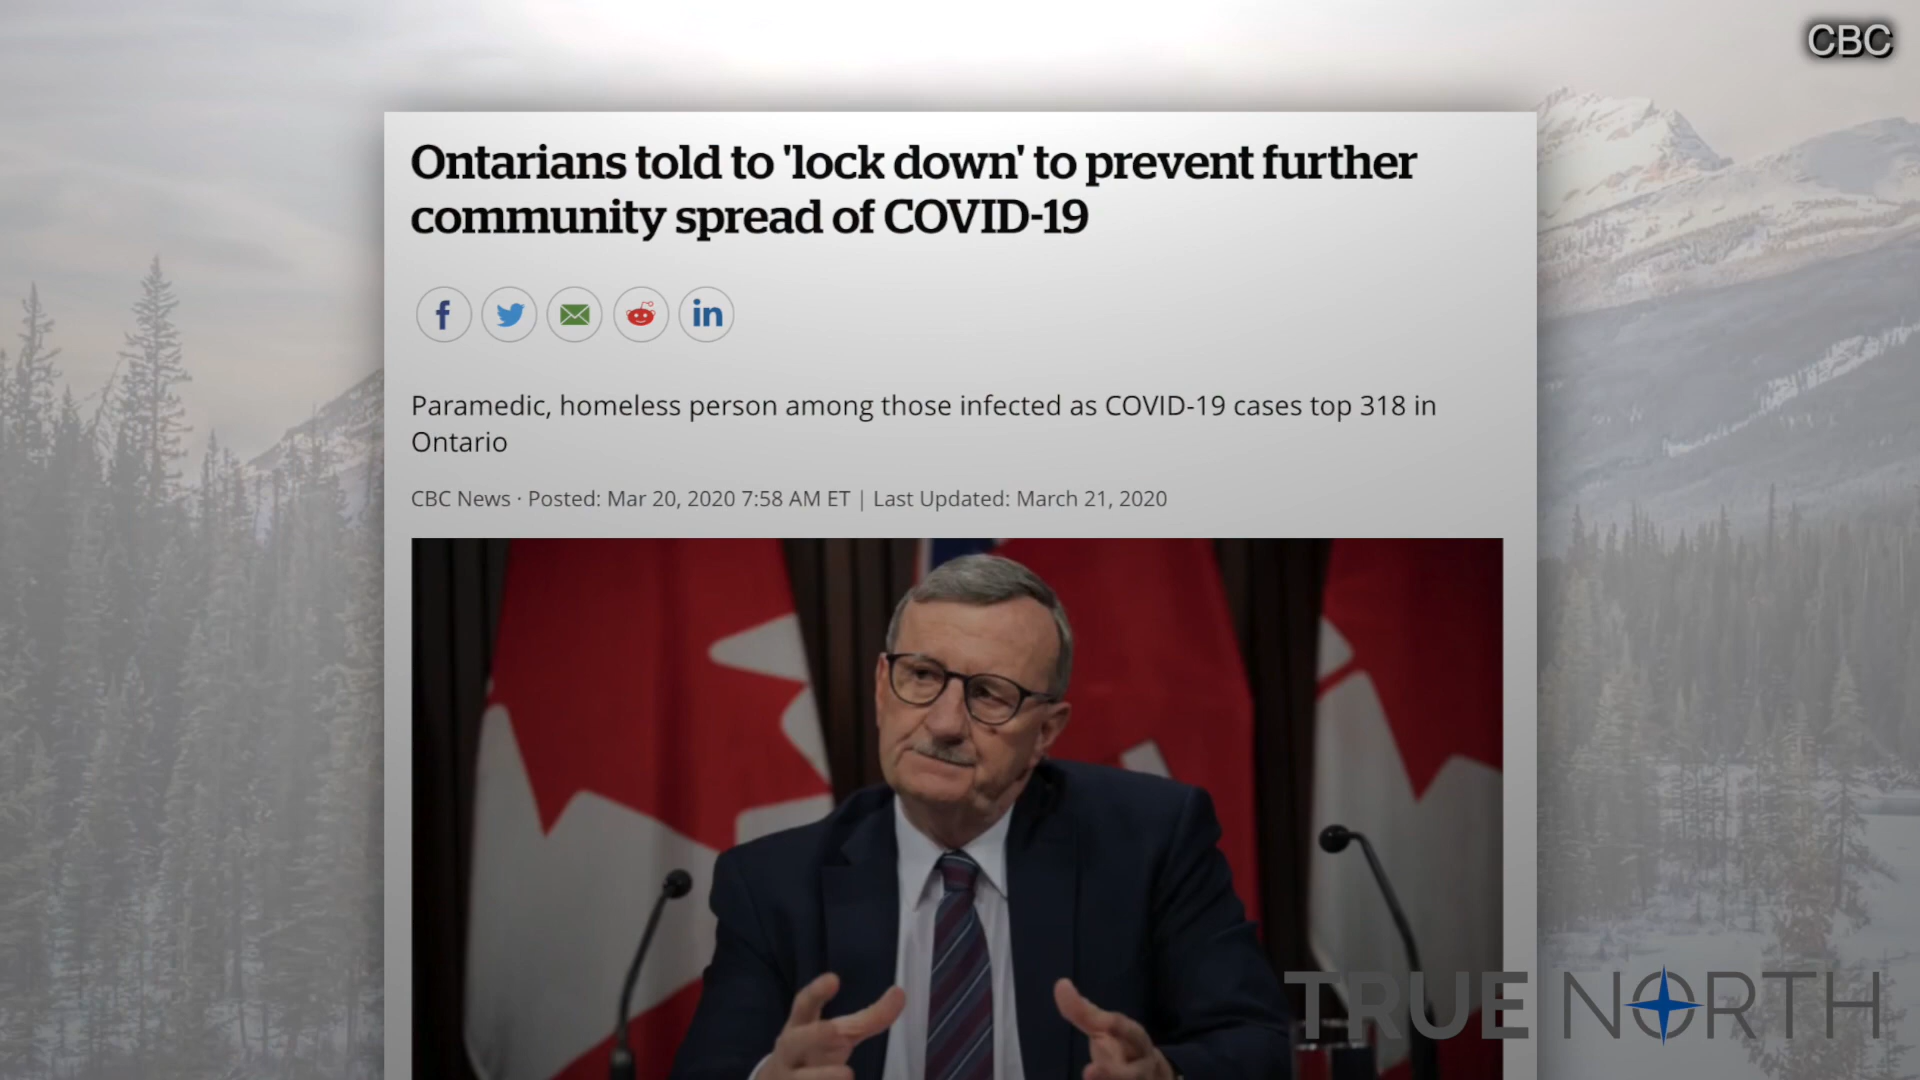 CBC
Ontarians told to 'lock down' to prevent further
community spread of COVID-19
f
in
Paramedic, homeless person among those infected as COVID-19 cases top 318 in
Ontario
CBC News · Posted: Mar 20, 2020 7:58 AM ET | Last Updated: March 21, 2020
TRUE NORTH